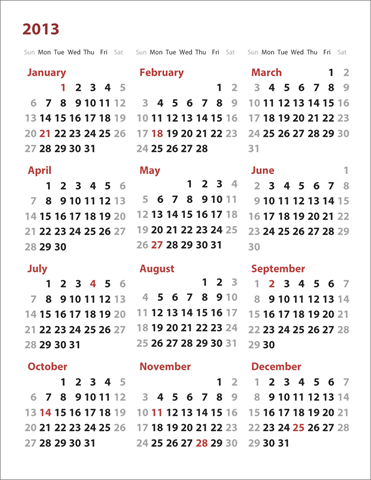 2013
Sun Mon Tue Wed Thu Fri Sat Sun Mon Tue Wed Thu Fri Sat Sun Mon Tue Wed Thu Fri Sat
January February March 1 2
1 2 3 4 5 1 2 3 4 5 6 7 8 9
6 7 8 9 10 11 12 3 4 5 6 7 8 9 10 11 12 13 14 15 16
13 14 15 16 17 18 19 10 11 12 13 14 15 16 17 18 19 20 21 22 23
20 21 22 23 24 25 26 17 18 19 20 21 22 23 24 25 26 27 28 29 30
27 28 29 30 31 24 25 26 27 28 31
April May June 1
1 2 3 4 5 6 1 2 3 4 2 3 4 5 6 7 8
7 8 9 10 11 12 13 5 6 7 8 9 10 11 9 10 11 12 13 14 15
14 15 16 17 18 19 20 12 13 14 15 16 17 18 16 17 18 19 20 21 22
21 22 23 24 25 26 27 19 20 21 22 23 24 25 23 24 25 26 27 28 29
28 29 30 26 27 28 29 30 31 30
July August September
1 2 3 4 5 6 1 2 3 1 2 3 4 5 6 7
7 8 9 10 11 12 13 4 5 6 7 8 9 10 8 9 10 11 12 13 14
14 15 16 17 18 19 20 11 12 13 14 15 16 17 15 16 17 18 19 20 21
21 22 23 24 25 26 27 18 19 20 21 22 23 24 22 23 24 25 26 27 28
28 29 30 31 25 26 27 28 29 30 31 29 30
October November December
1 2 3 4 5 1 2 1 2 3 4 5 6 7
6 7 8 9 10 11 12 3 4 5 6 7 8 9 8 9 10 11 12 13 14
13 14 15 16 17 18 19 10 11 12 13 14 15 16 15 16 17 18 19 20 21
20 21 22 23 24 25 26 17 18 19 20 21 22 23 22 23 24 25 26 27 28
27 28 29 30 31 24 25 26 27 28 29 30 29 30 31